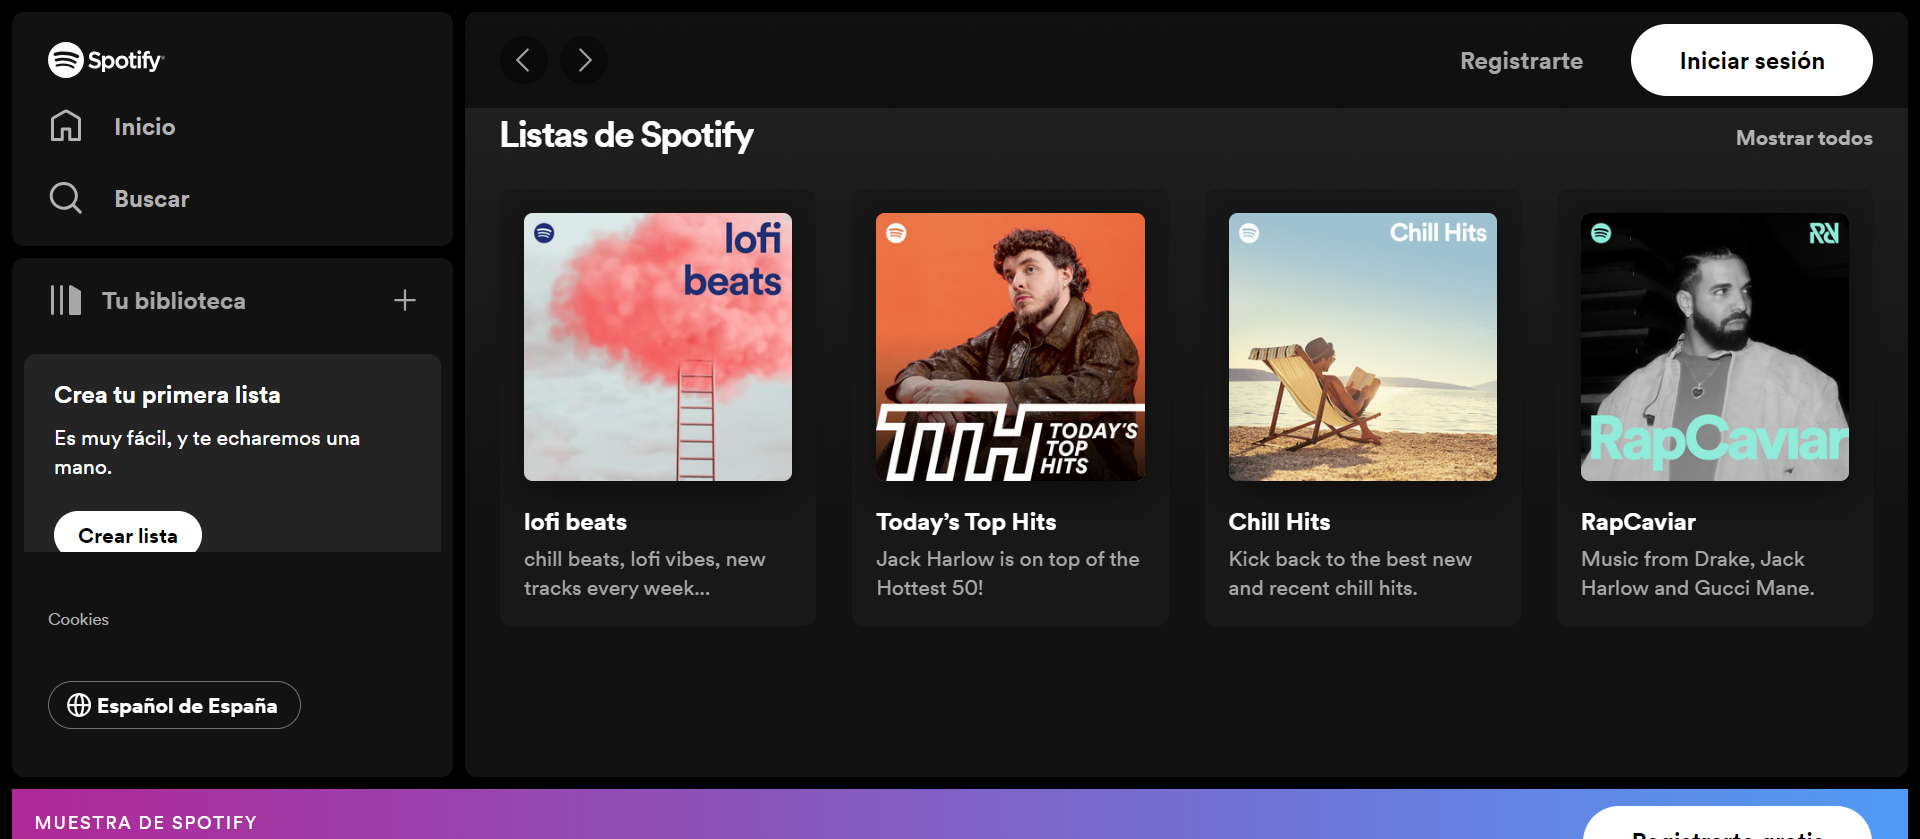 Spotify
Inicio
Buscar
Tu biblioteca
Crea tu primera lista
Es muy fácil, y te echaremos una
mano.
Crear lista
Cookies
Español de España
Registrarte
Iniciar sesión
Listas de Spotify
Mostrar todos
lofi
beats
lofi beats
chill beats, lofi vibes, new
tracks every week...
TTH
TODAY'S
TOP
HITS
Today's Top Hits
Jack Harlow is on top of the
Hottest 50!
Chill Hits
Chill Hits
Kick back to the best new
and recent chill hits.
RapCaviar
RapCaviar
Music from Drake, Jack
Harlow and Gucci Mane.
MUESTRA DE SPOTIFY
Registrarte gratis